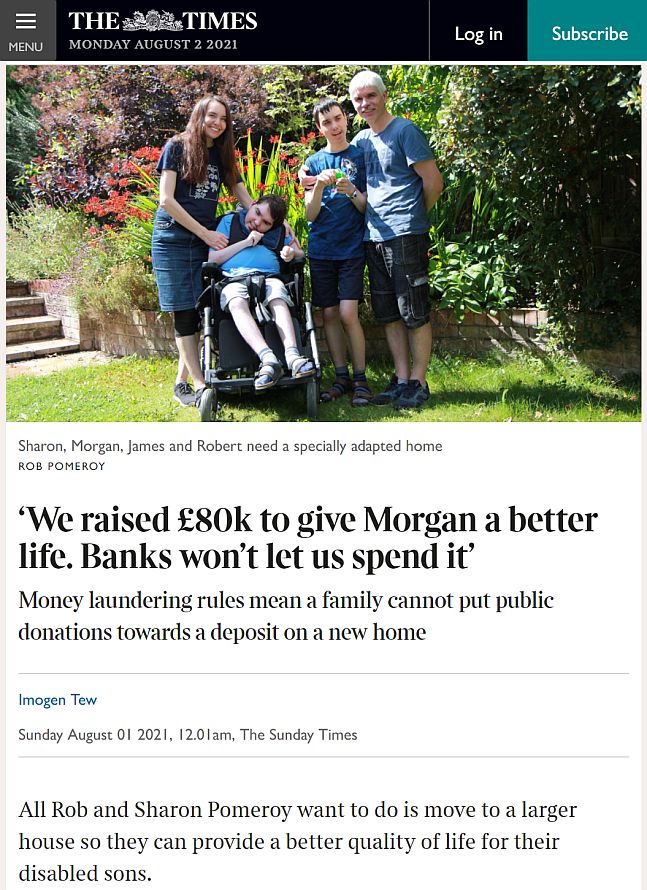 MENU
THE TIMES
MONDAY AUGUST 2 2021
Log in
Subscribe
Sharon, Morgan, James and Robert need a specially adapted home
ROB POMEROY
‘We raised £80k to give Morgan a better
life. Banks won’t let us spend it’
Money laundering rules mean a family cannot put public
donations towards a deposit on a new home
Imogen Tew
Sunday August 01 2021, 12.01am, The Sunday Times
All Rob and Sharon Pomeroy want to do is move to a larger
house so they can provide a better quality of life for their
disabled sons.